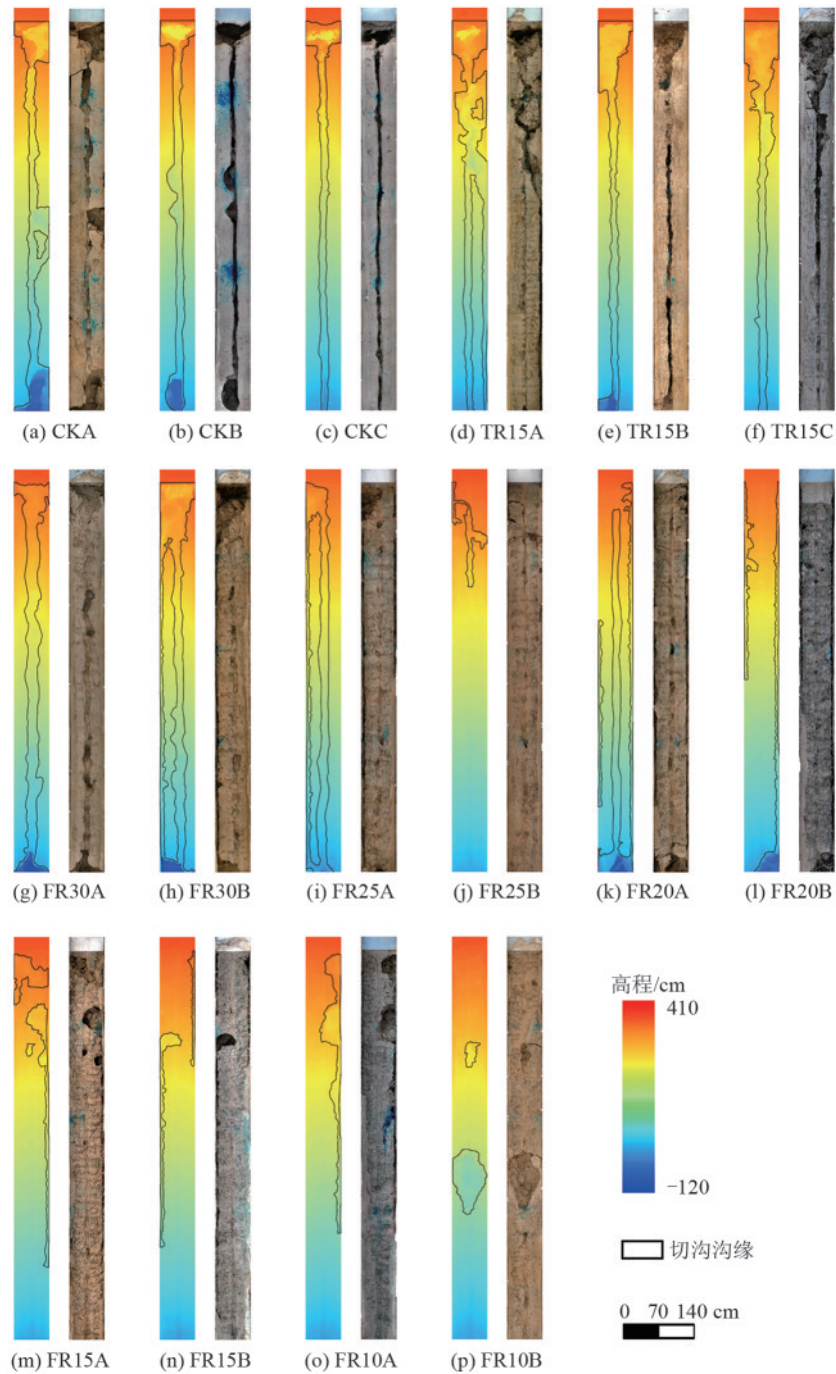 (a) CKA
(b) CKB
(c) CKC
(d) TR15A
(e) TR15B
(f) TR15C
(g) FR30A
(h) FR30B
(i) FR25A
(j) FR25B
(k) FR20A
(l) FR20B
高程/cm
410
−120
切沟沟缘
0 70 140 cm
(m) FR15A
(n) FR15B
(o) FR10A
(p) FR10B